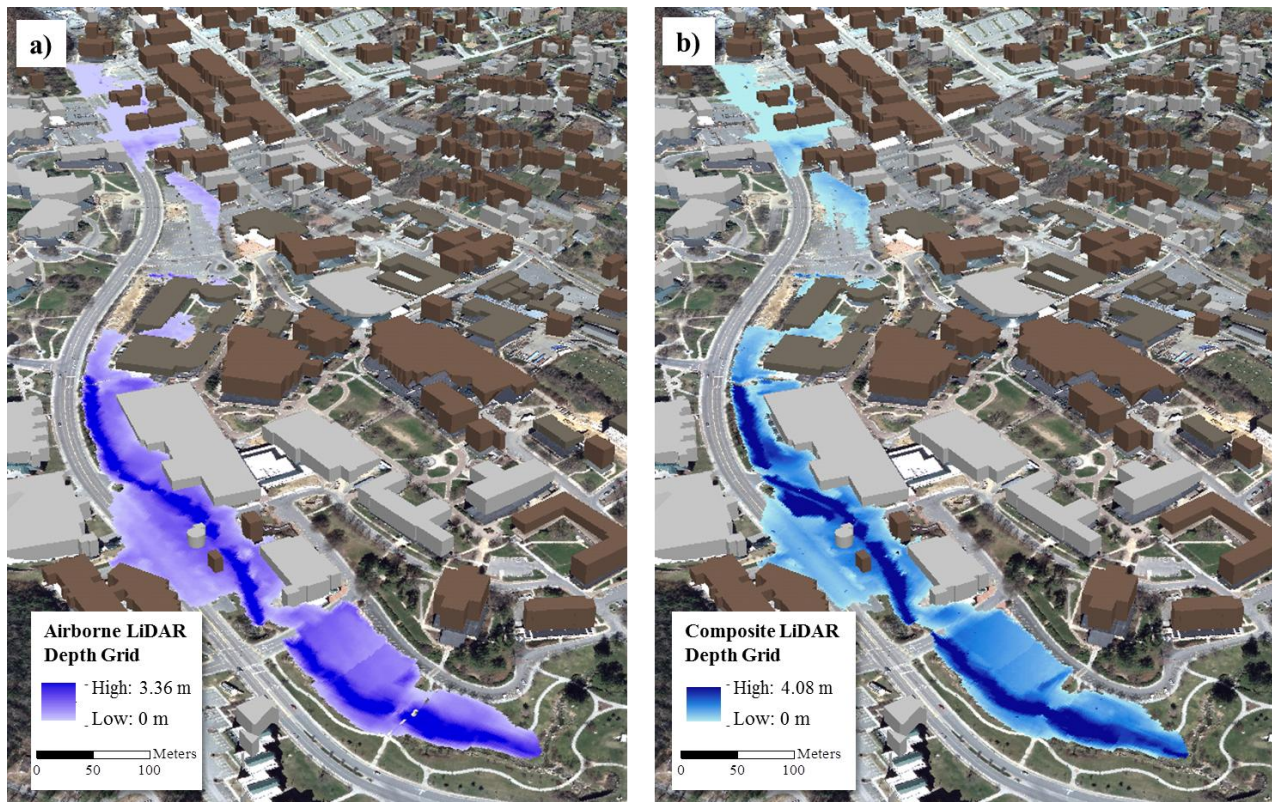 a)
Airborne LiDAR
Depth Grid
High: 3.36 m
Low: 0 m
Meters
0 50 100
b)
Composite LiDAR
Depth Grid
High: 4.08 m
Low: 0 m
Meters
0 50 100